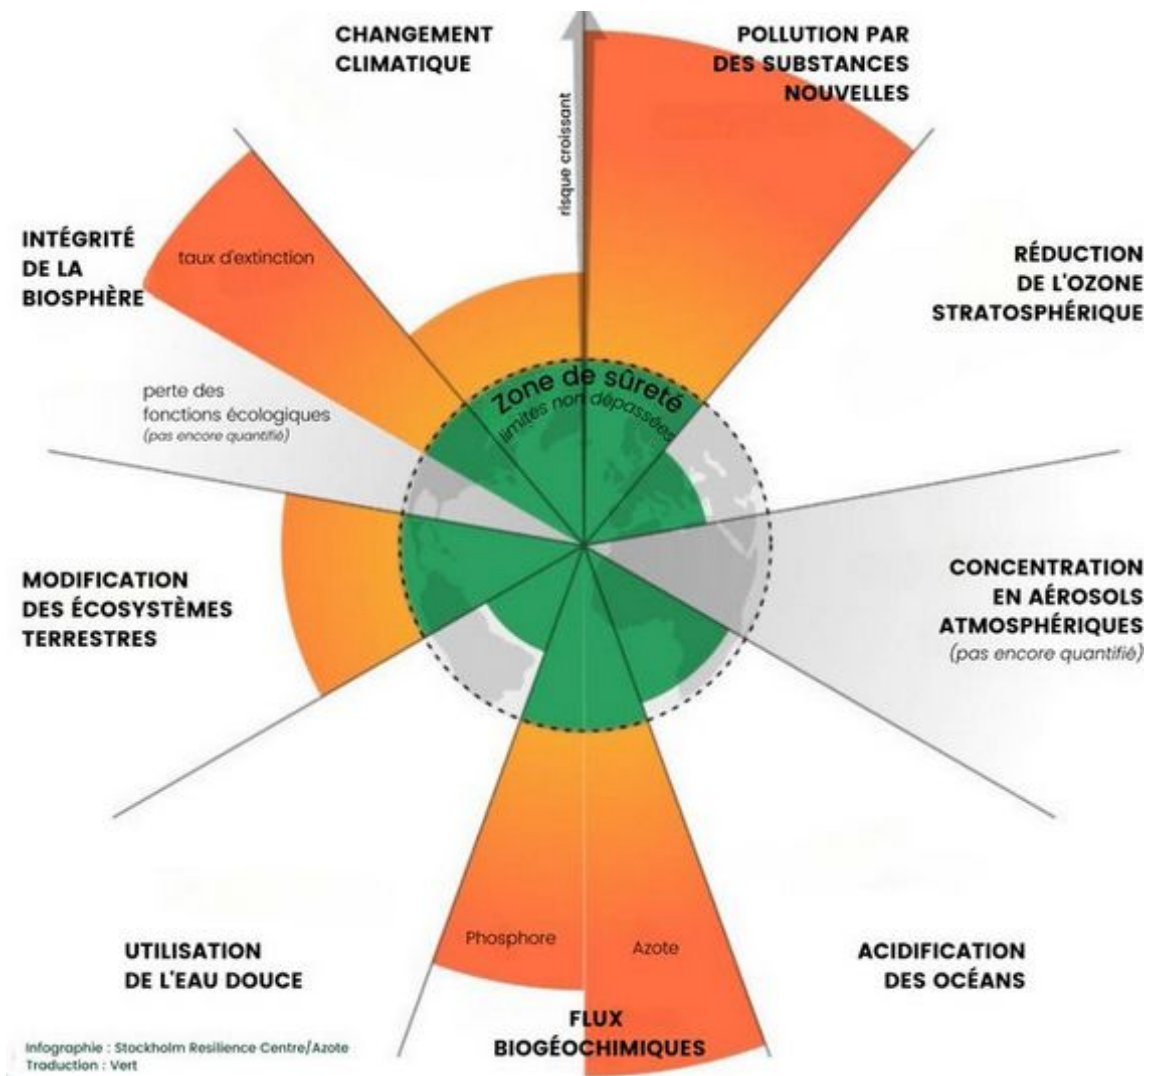 CHANGEMENT
CLIMATIQUE
POLLUTION PAR
DES SUBSTANCES
NOUVELLES
risque croissant
INTÉGRITÉ
DE LA
BIOSPHÈRE
taux d'extinction
RÉDUCTION
DE L'OZONE
STRATOSPHÉRIQUE
perte des
fonctions écologiques
(pas encore quantifié)
Zone de sûreté
limites non dépassées
MODIFICATION
DES ÉCOSYSTÈMES
TERRESTRES
CONCENTRATION
EN AÉROSOLS
ATMOSPHÉRIQUES
(pas encore quantifié)
UTILISATION
DE L'EAU DOUCE
Phosphore
Azote
ACIDIFICATION
DES OCÉANS
FLUX
BIOGÉOCHIMIQUES
Infographie : Stockholm Resilience Centre/Azote
Traduction : Vert